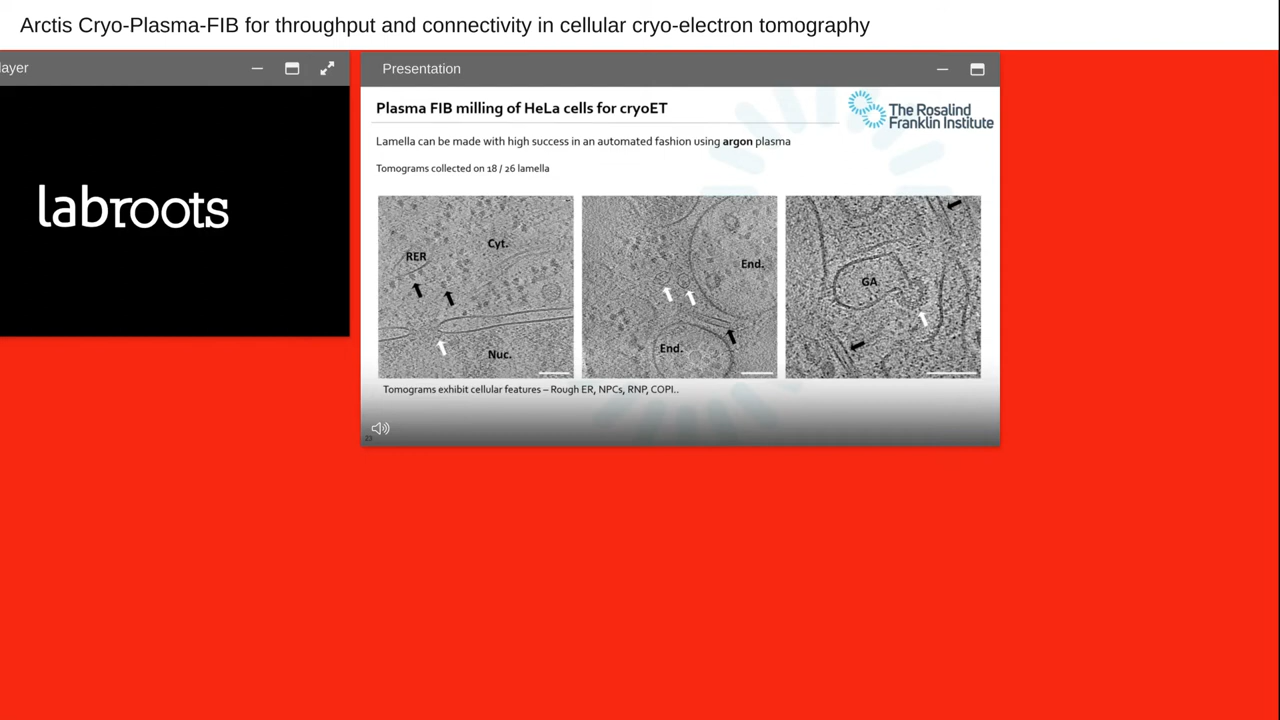 Arctis Cryo-Plasma-FIB for throughput and connectivity in cellular cryo-electron tomography
layer
Presentation
labroots
Plasma FIB milling of HeLa cells for cryoET
The Rosalind
Franklin Institute
Lamella can be made with high success in an automated fashion using argon plasma
Tomograms collected on 18 / 26 lamella
RER
Cyt.
Nuc.
End.
End.
GA
Tomograms exhibit cellular features – Rough ER, NPCs, RNP, COPI..
23